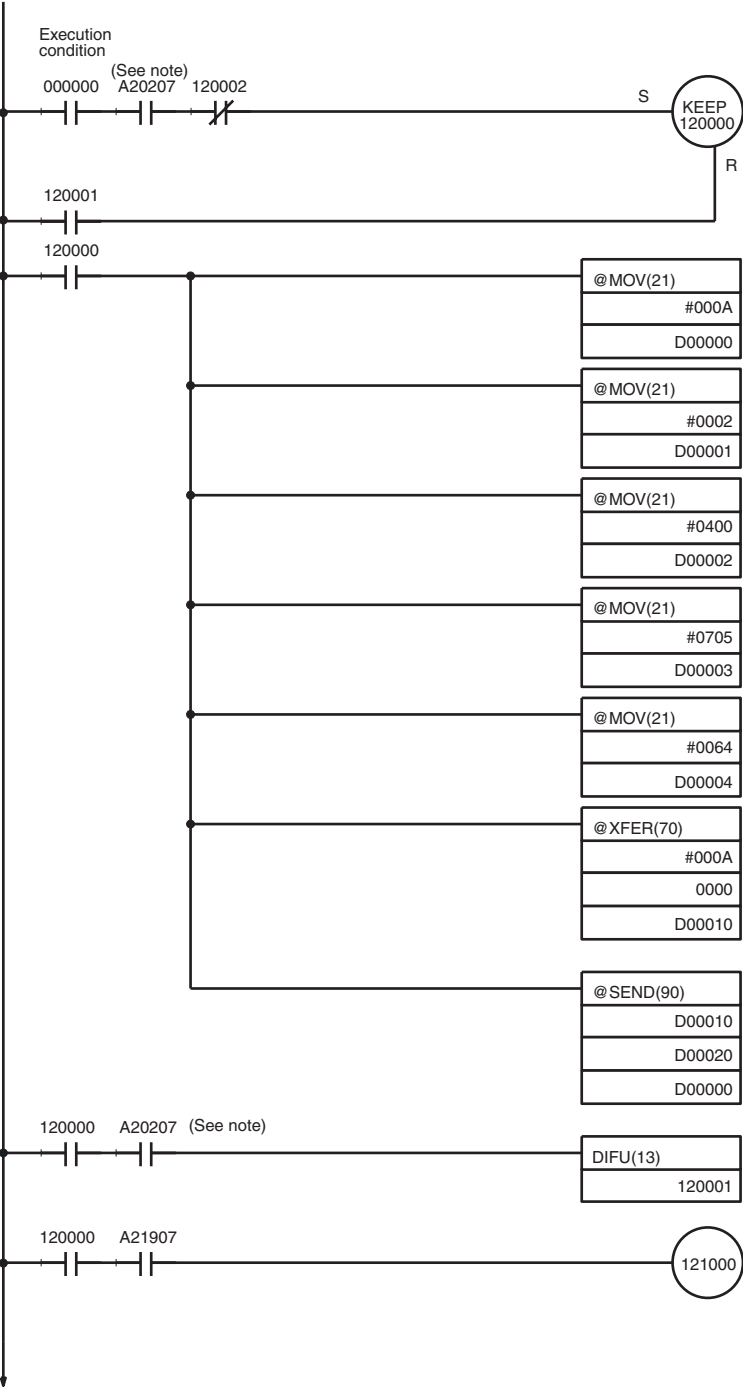 Execution
condition
(See note)
000000 A20207 120002
S
KEEP
120000
R
120001
120000
@MOV(21)
#000A
D00000
@MOV(21)
#0002
D00001
@MOV(21)
#0400
D00002
@MOV(21)
#0705
D00003
@MOV(21)
#0064
D00004
@XFER(70)
#000A
0000
D00010
@SEND(90)
D00010
D00020
D00000
120000 A20207 (See note)
DIFU(13)
120001
120000 A21907
121000